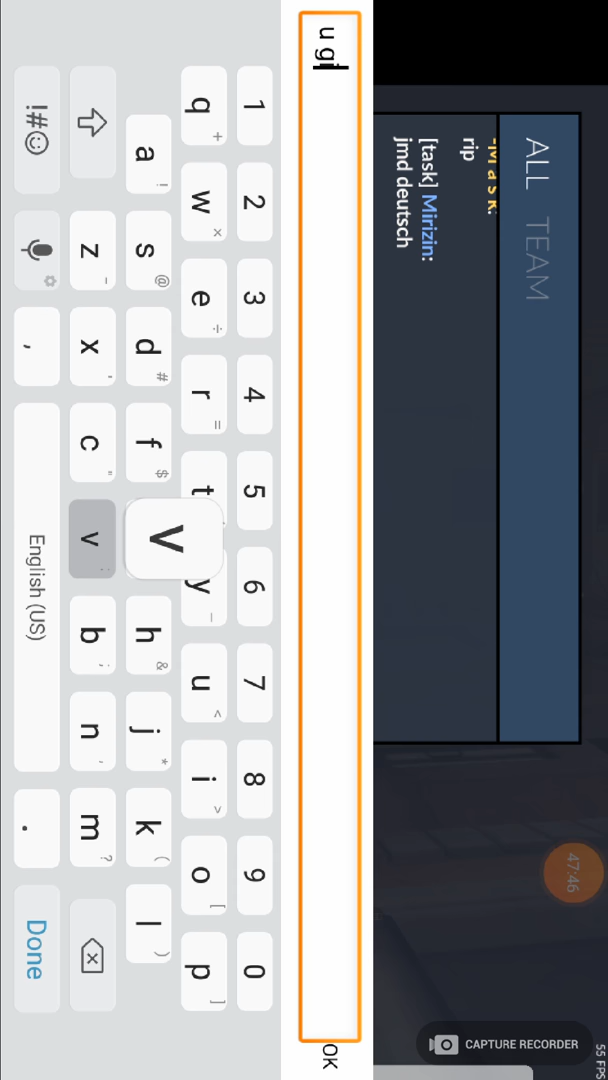 55 FPS
CAPTURE RECORDER
47:46
ALL TEAM
-M a s k:
rip
[task] Mirizin:
jmd deutsch
u gi
OK
1 2 3 4 5 6 7 8 9 0
q + w × e ÷ r = t y _ u < i > o [ p ]
a ! s @ d # f $ V h & j * k ( l )
z - x ' c " v : b ; n , m ?
!#☺ , English (US) . Done